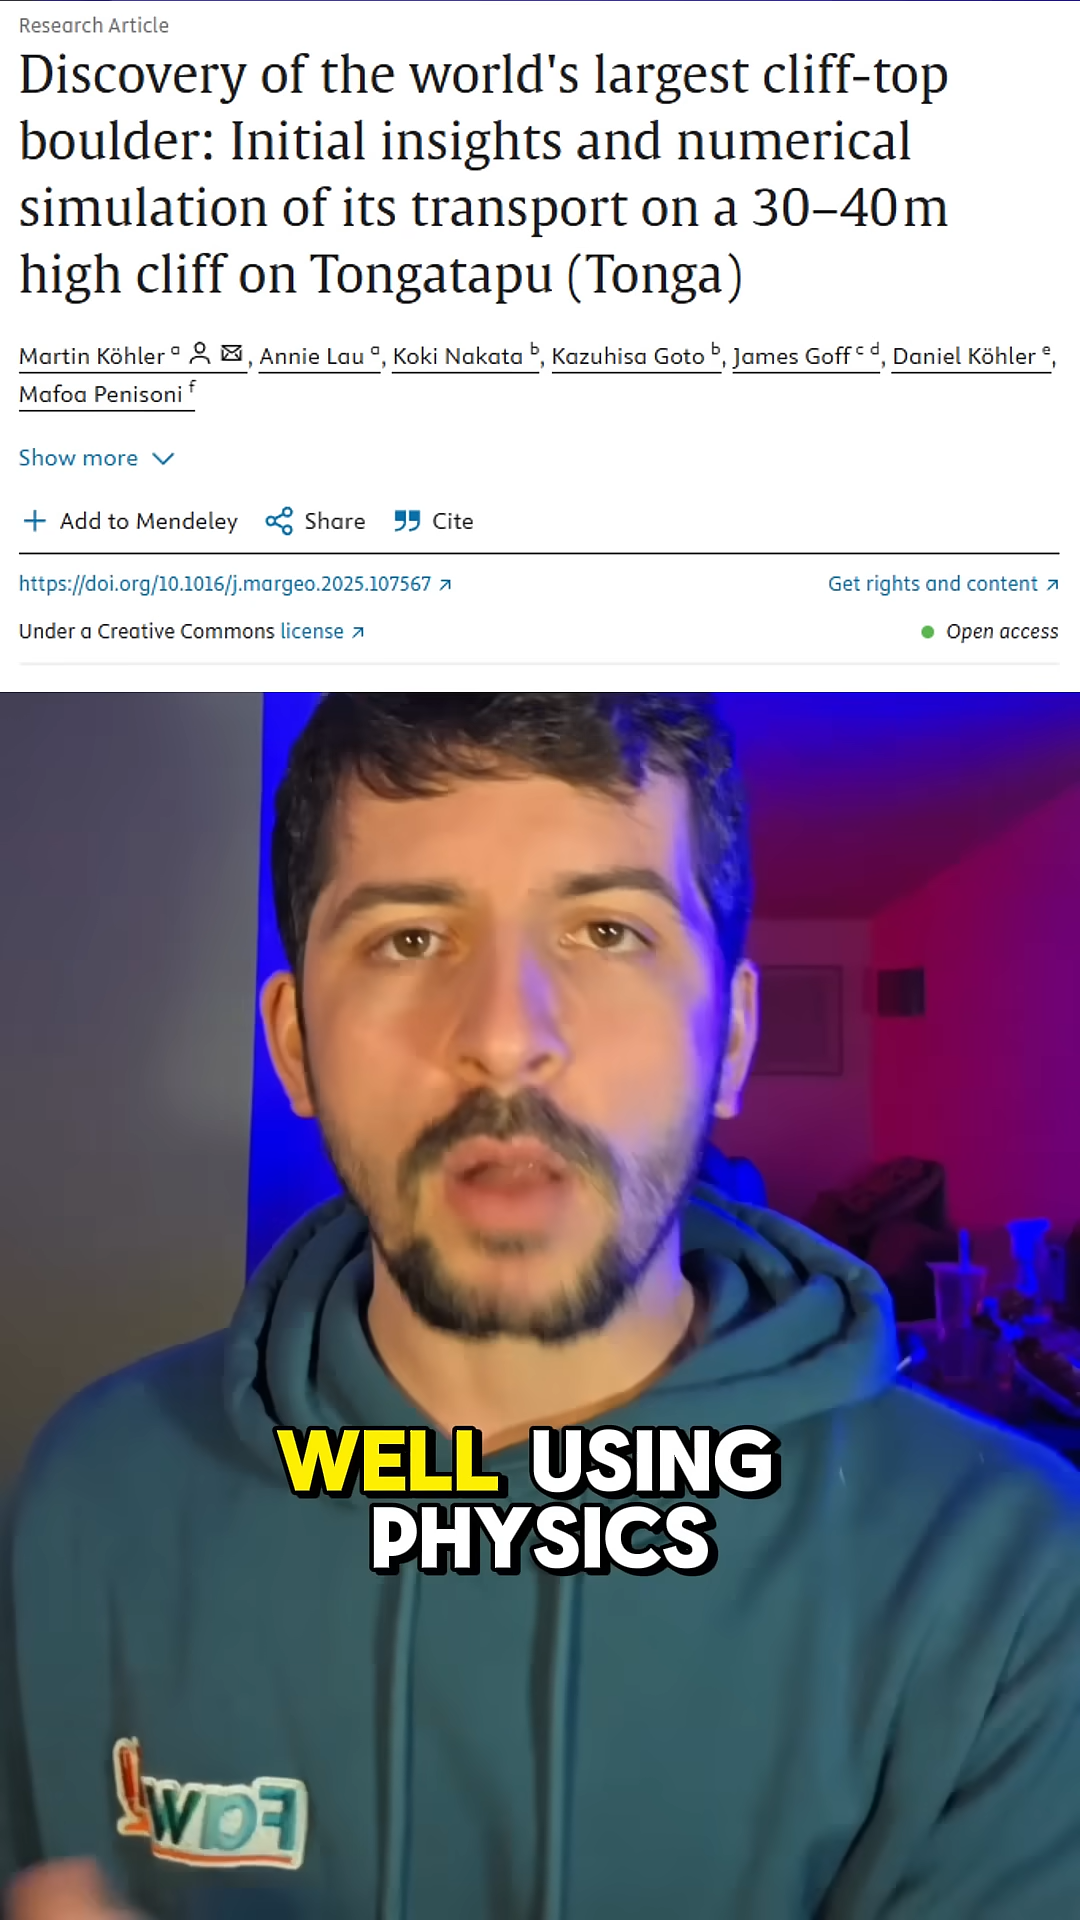 Research Article
Discovery of the world's largest cliff-top
boulder: Initial insights and numerical
simulation of its transport on a 30–40 m
high cliff on Tongatapu (Tonga)
Martin Köhler a, Annie Lau a, Koki Nakata b, Kazuhisa Goto b, James Goff c d, Daniel Köhler e,
Mafoa Penisoni f
Show more
Add to Mendeley Share Cite
https://doi.org/10.1016/j.margeo.2025.107567 Get rights and content
Under a Creative Commons license Open access
WELL USING
PHYSICS
FaW